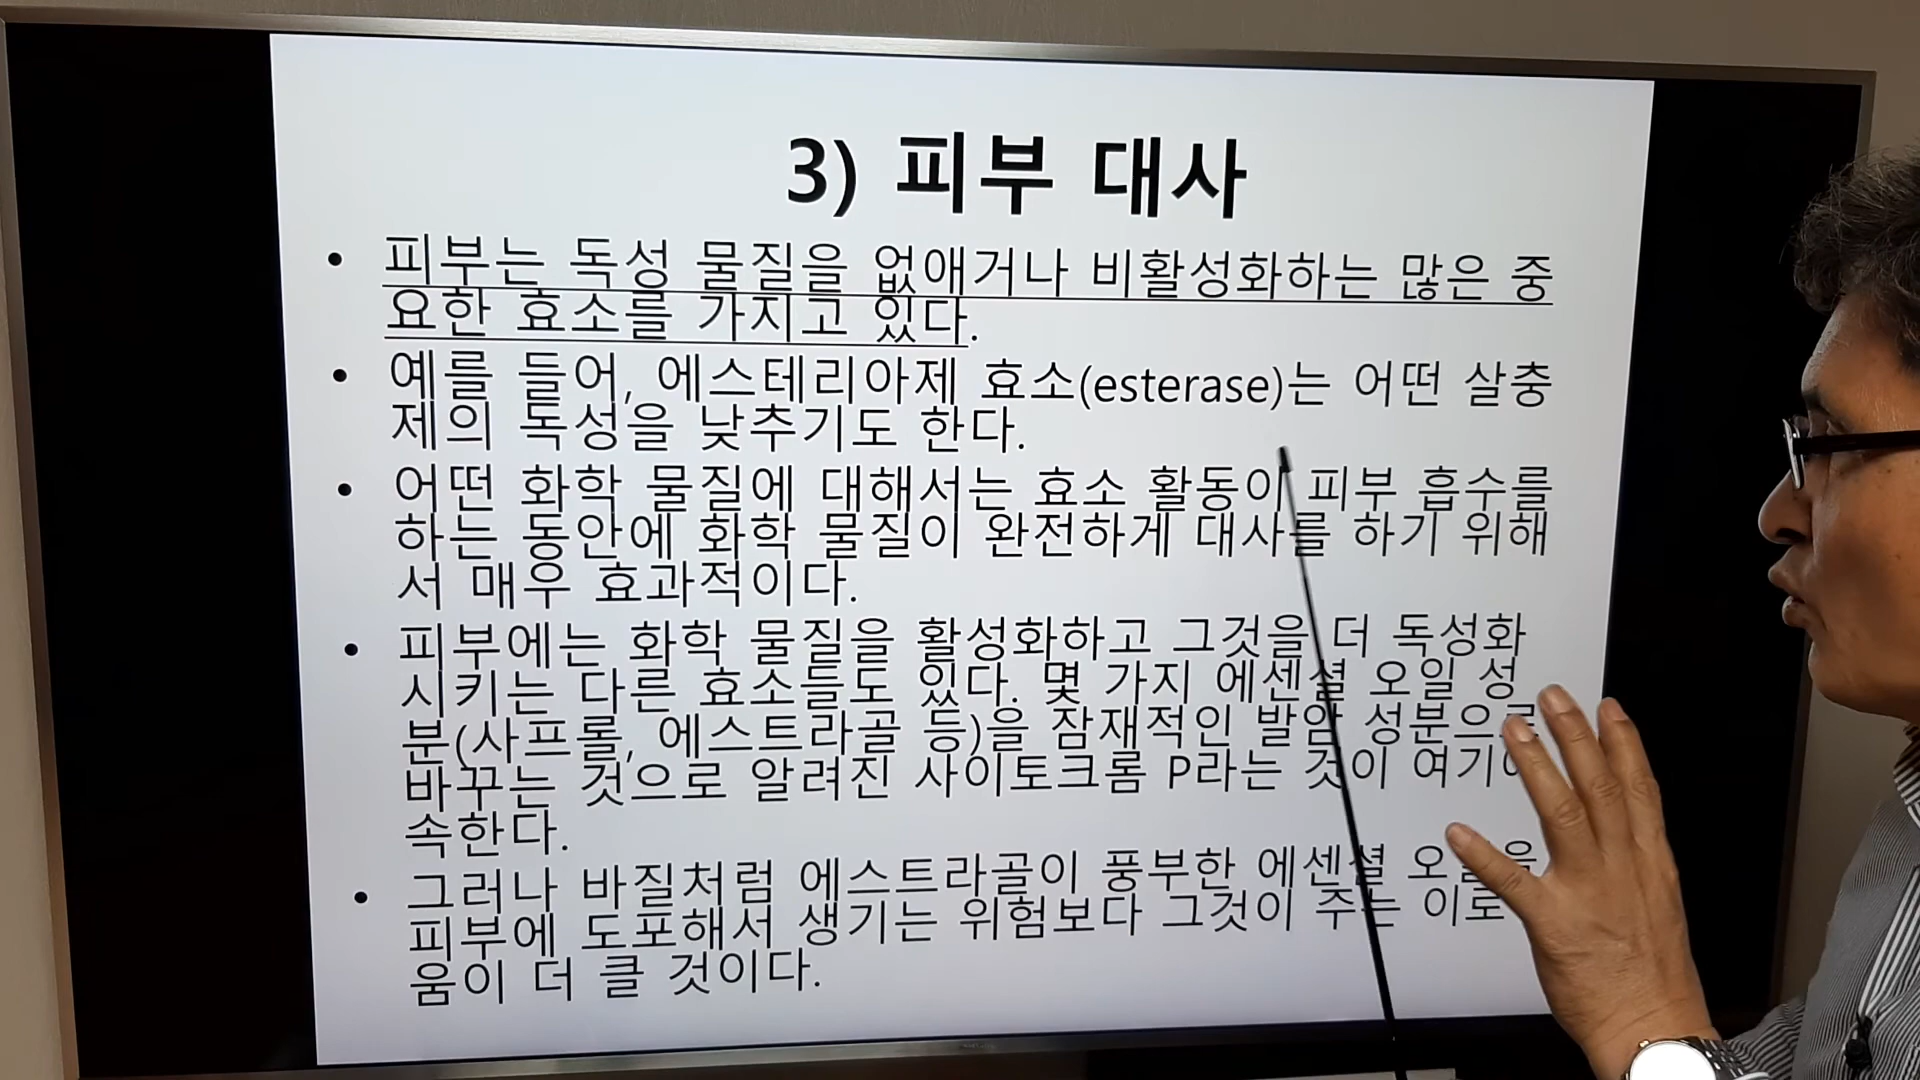 3) 피부 대사
• 피부는 독성 물질을 없애거나 비활성화하는 많은 중
요한 효소를 가지고 있다.
• 예를 들어, 에스테리아제 효소(esterase)는 어떤 살충
제의 독성을 낮추기도 한다.
• 어떤 화학 물질에 대해서는 효소 활동이 피부 흡수를
하는 동안에 화학 물질이 완전하게 대사를 하기 위해
서 매우 효과적이다.
• 피부에는 화학 물질을 활성화하고 그것을 더 독성화
시키는 다른 효소들도 있다. 몇 가지 에센셜 오일 성
분(사프롤, 에스트라골 등)을 잠재적인 발암 성분으로
바꾸는 것으로 알려진 사이토크롬 P라는 것이 여기에
속한다.
• 그러나 바질처럼 에스트라골이 풍부한 에센셜 오일을
피부에 도포해서 생기는 위험보다 그것이 주는 이로
움이 더 클 것이다.